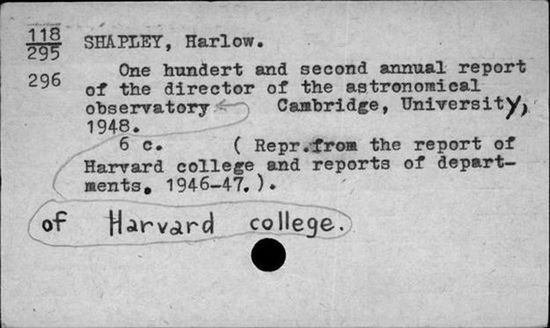 118
295
SHAPLEY, Harlow.
296
One hundert and second annual report
of the director of the astronomical
observatory Cambridge, University,
1948.
6 c. ( Repr.from the report of
Harvard college and reports of depart-
ments. 1946-47.).
of Harvard college.